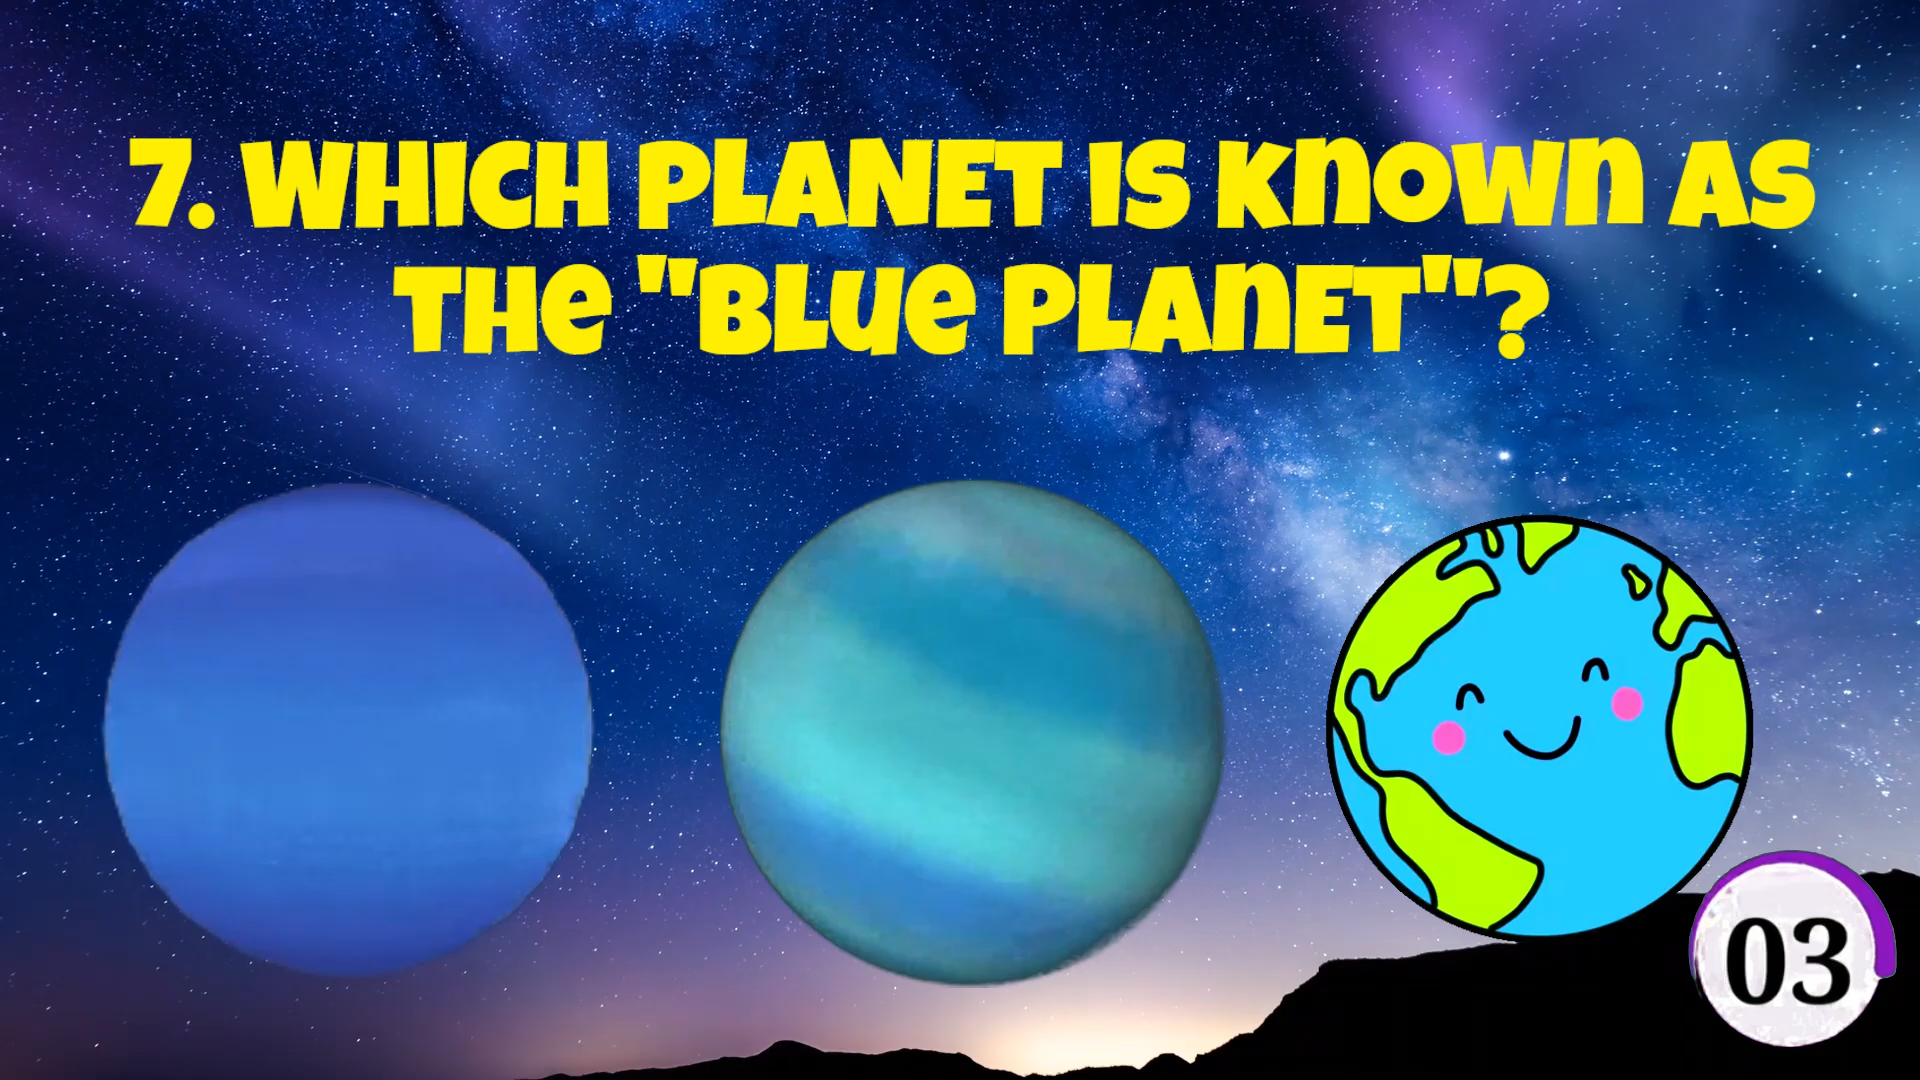 7. WHICH PLANET IS KNOWN AS
THE "BLUE PLANET"?
03